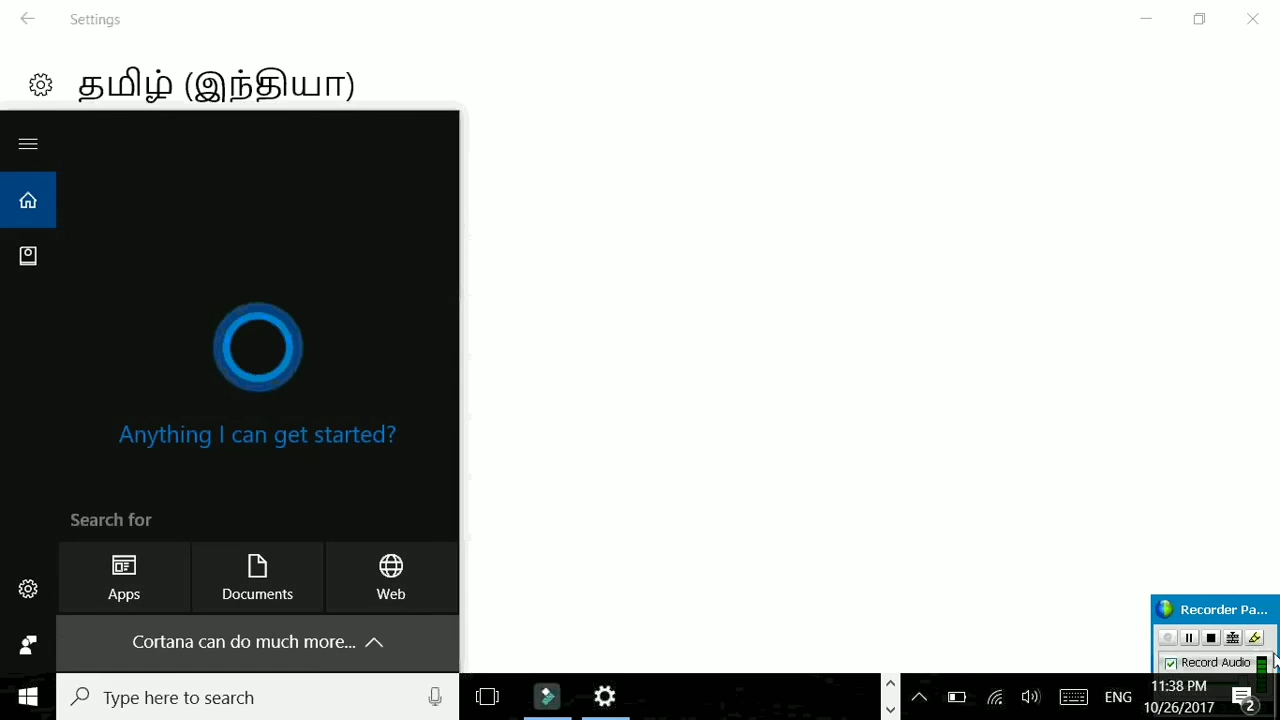 Settings
தமிழ் (இந்தியா)
Anything I can get started?
Search for
Apps
Documents
Web
Cortana can do much more...
Type here to search
Recorder Pa...
Record Audio
ENG
11:38 PM
10/26/2017
2